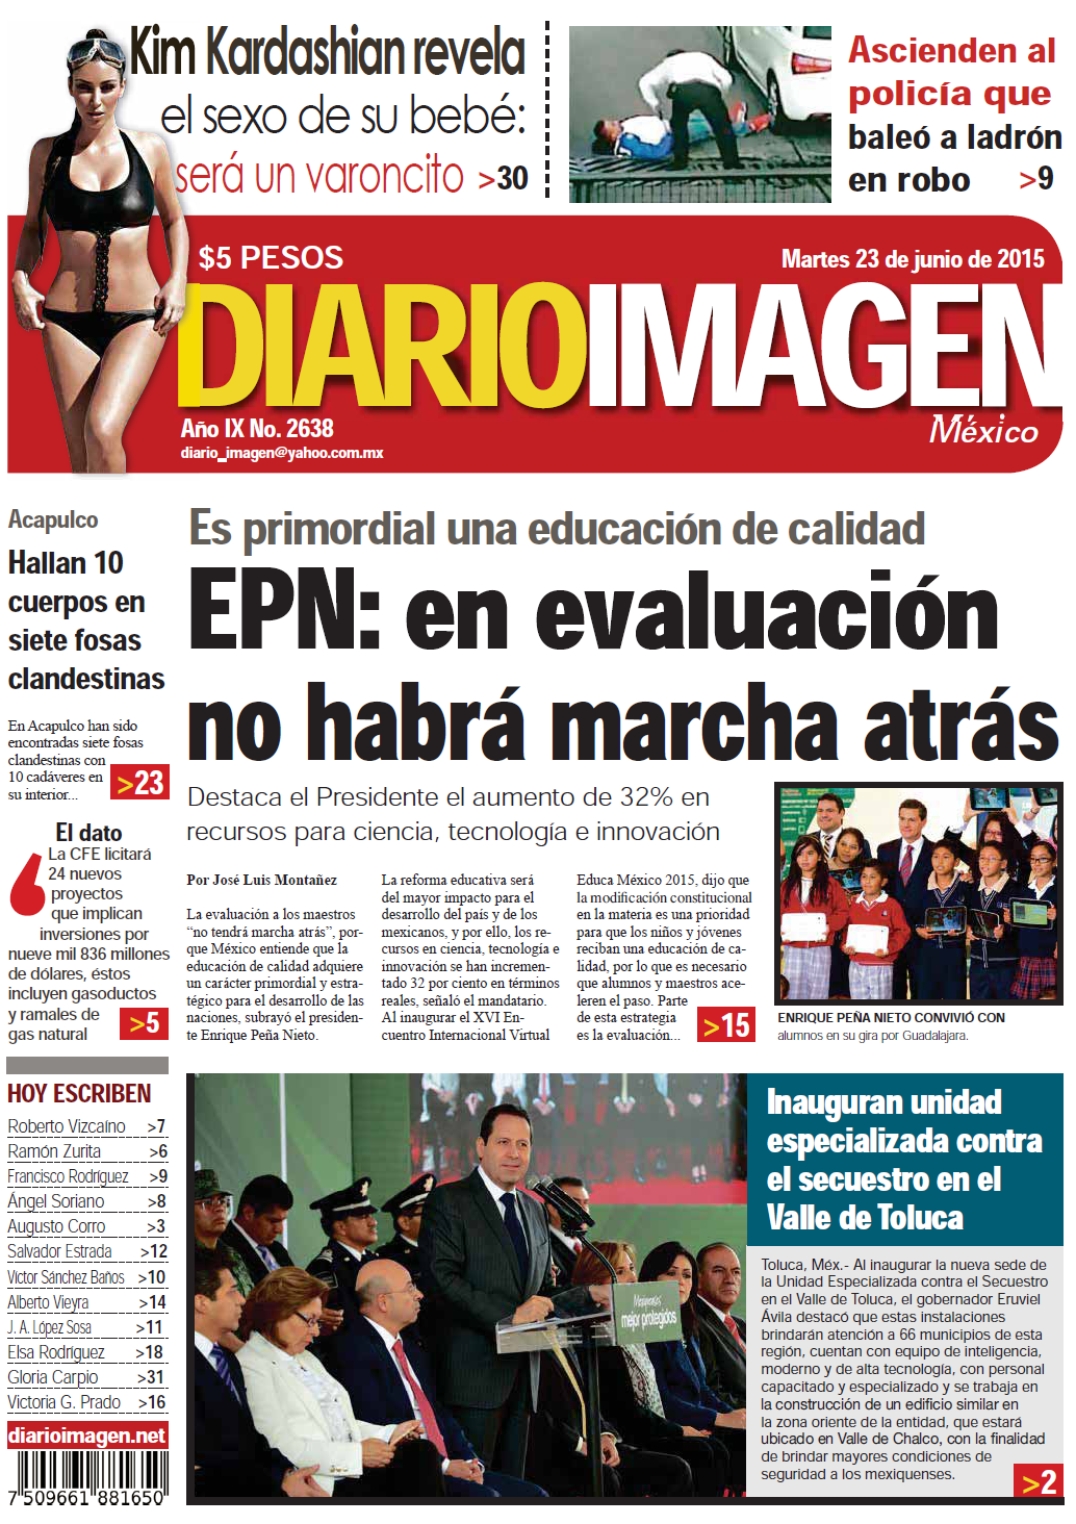 Kim Kardashian revela
el sexo de su bebé:
será un varoncito >30
Ascienden al
policía que
baleó a ladrón
en robo >9
$5 PESOS
Martes 23 de junio de 2015
DIARIOIMAGEN
México
Año IX No. 2638
diario_imagen@yahoo.com.mx
Acapulco
Hallan 10
cuerpos en
siete fosas
clandestinas
En Acapulco han sido
encontradas siete fosas
clandestinas con
10 cadáveres en
su interior...
>23
El dato
La CFE licitará
24 nuevos
proyectos
que implican
inversiones por
nueve mil 836 millones
de dólares, éstos
incluyen gasoductos
y ramales de
gas natural
>5
HOY ESCRIBEN
Roberto Vizcaíno >7
Ramón Zurita >6
Francisco Rodríguez >9
Ángel Soriano >8
Augusto Corro >3
Salvador Estrada >12
Víctor Sánchez Baños >10
Alberto Vieyra >14
J. A. López Sosa >11
Elsa Rodríguez >18
Gloria Carpio >31
Victoria G. Prado >16
diarioimagen.net
7 509661 881650
Es primordial una educación de calidad
EPN: en evaluación
no habrá marcha atrás
Destaca el Presidente el aumento de 32% en
recursos para ciencia, tecnología e innovación
Por José Luis Montañez
La evaluación a los maestros
“no tendrá marcha atrás”, por-
que México entiende que la
educación de calidad adquiere
un carácter primordial y estra-
tégico para el desarrollo de las
naciones, subrayó el presiden-
te Enrique Peña Nieto.
La reforma educativa será
del mayor impacto para el
desarrollo del país y de los
mexicanos, y por ello, los re-
cursos en ciencia, tecnología e
innovación se han incremen-
tado 32 por ciento en términos
reales, señaló el mandatario.
Al inaugurar el XVI En-
cuentro Internacional Virtual
Educa México 2015, dijo que
la modificación constitucional
en la materia es una prioridad
para que los niños y jóvenes
reciban una educación de ca-
lidad, por lo que es necesario
que alumnos y maestros ace-
leren el paso. Parte
de esta estrategia
es la evaluación...
>15
ENRIQUE PEÑA NIETO CONVIVIÓ CON
alumnos en su gira por Guadalajara.
Mexiquenses
mejor protegidos
Inauguran unidad
especializada contra
el secuestro en el
Valle de Toluca
Toluca, Méx.- Al inaugurar la nueva sede de
la Unidad Especializada contra el Secuestro
en el Valle de Toluca, el gobernador Eruviel
Ávila destacó que estas instalaciones
brindarán atención a 66 municipios de esta
región, cuentan con equipo de inteligencia,
moderno y de alta tecnología, con personal
capacitado y especializado y se trabaja en
la construcción de un edificio similar en
la zona oriente de la entidad, que estará
ubicado en Valle de Chalco, con la finalidad
de brindar mayores condiciones de
seguridad a los mexiquenses.
>2